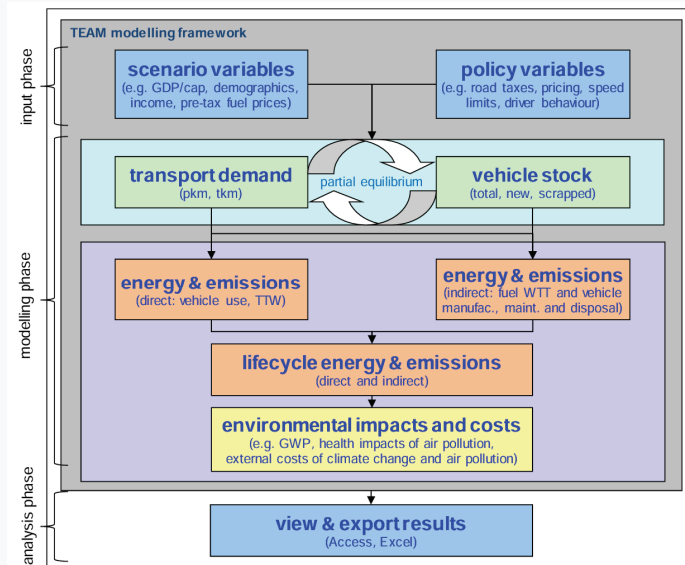 TEAM modelling framework
input phase
scenario variables
(e.g. GDP/cap, demographics,
income, pre-tax fuel prices)
policy variables
(e.g. road taxes, pricing, speed
limits, driver behaviour)
modelling phase
transport demand
(pkm, tkm)
partial equilibrium
vehicle stock
(total, new, scrapped)
energy & emissions
(direct: vehicle use, TTW)
energy & emissions
(indirect: fuel WTT and vehicle
manufac., maint. and disposal)
lifecycle energy & emissions
(direct and indirect)
environmental impacts and costs
(e.g. GWP, health impacts of air pollution,
external costs of climate change and air pollution)
analysis phase
view & export results
(Access, Excel)